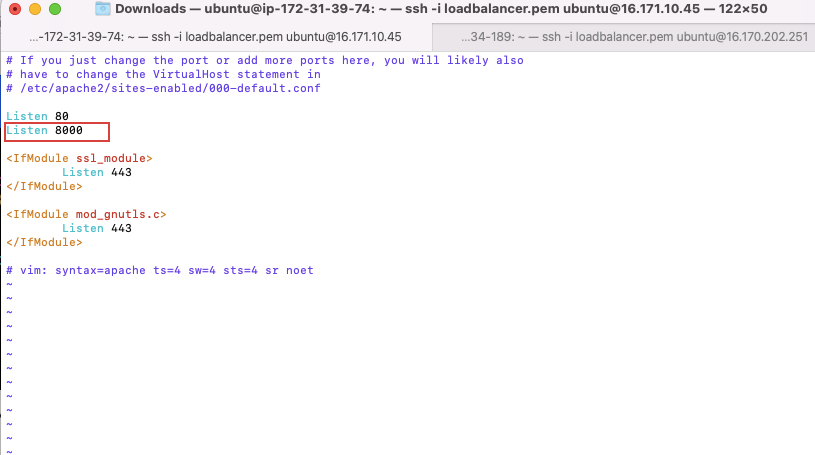 Downloads — ubuntu@ip-172-31-39-74: ~ — ssh -i loadbalancer.pem ubuntu@16.171.10.45 — 122×50
...-172-31-39-74: ~ — ssh -i loadbalancer.pem ubuntu@16.171.10.45
...34-189: ~ — ssh -i loadbalancer.pem ubuntu@16.170.202.251
# If you just change the port or add more ports here, you will likely also
# have to change the VirtualHost statement in
# /etc/apache2/sites-enabled/000-default.conf
Listen 80
Listen 8000
<IfModule ssl_module>
        Listen 443
</IfModule>
<IfModule mod_gnutls.c>
        Listen 443
</IfModule>
# vim: syntax=apache ts=4 sw=4 sts=4 sr noet
~
~
~
~
~
~
~
~
~
~
~
~
~